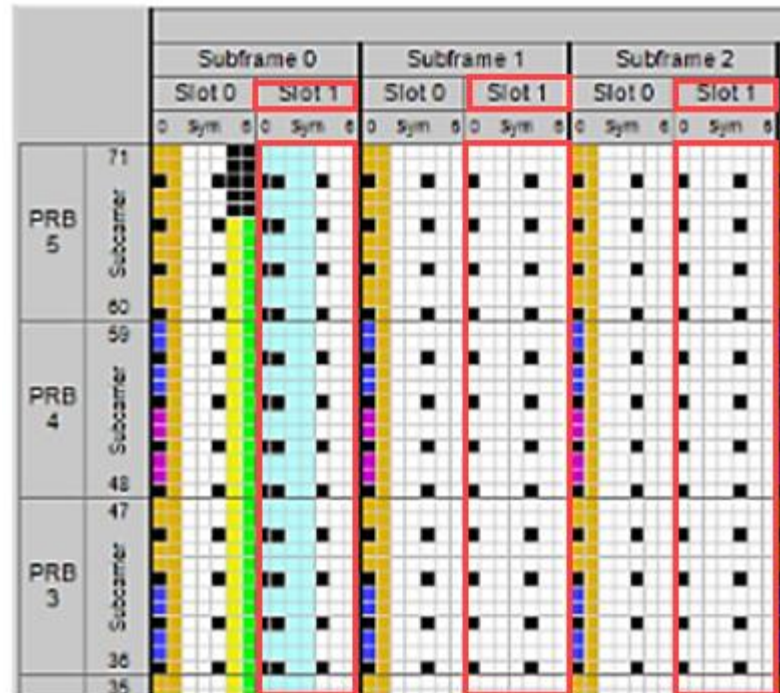 Subframe 0 Subframe 1 Subframe 2
Slot 0 Slot 1 Slot 0 Slot 1 Slot 0 Slot 1
0 Sym 6 0 Sym 6 0 Sym 6 0 Sym 6 0 Sym 6 0 Sym 6
71
PRB
5
Subcarrier
60
59
PRB
4
Subcarrier
48
47
PRB
3
Subcarrier
36
35